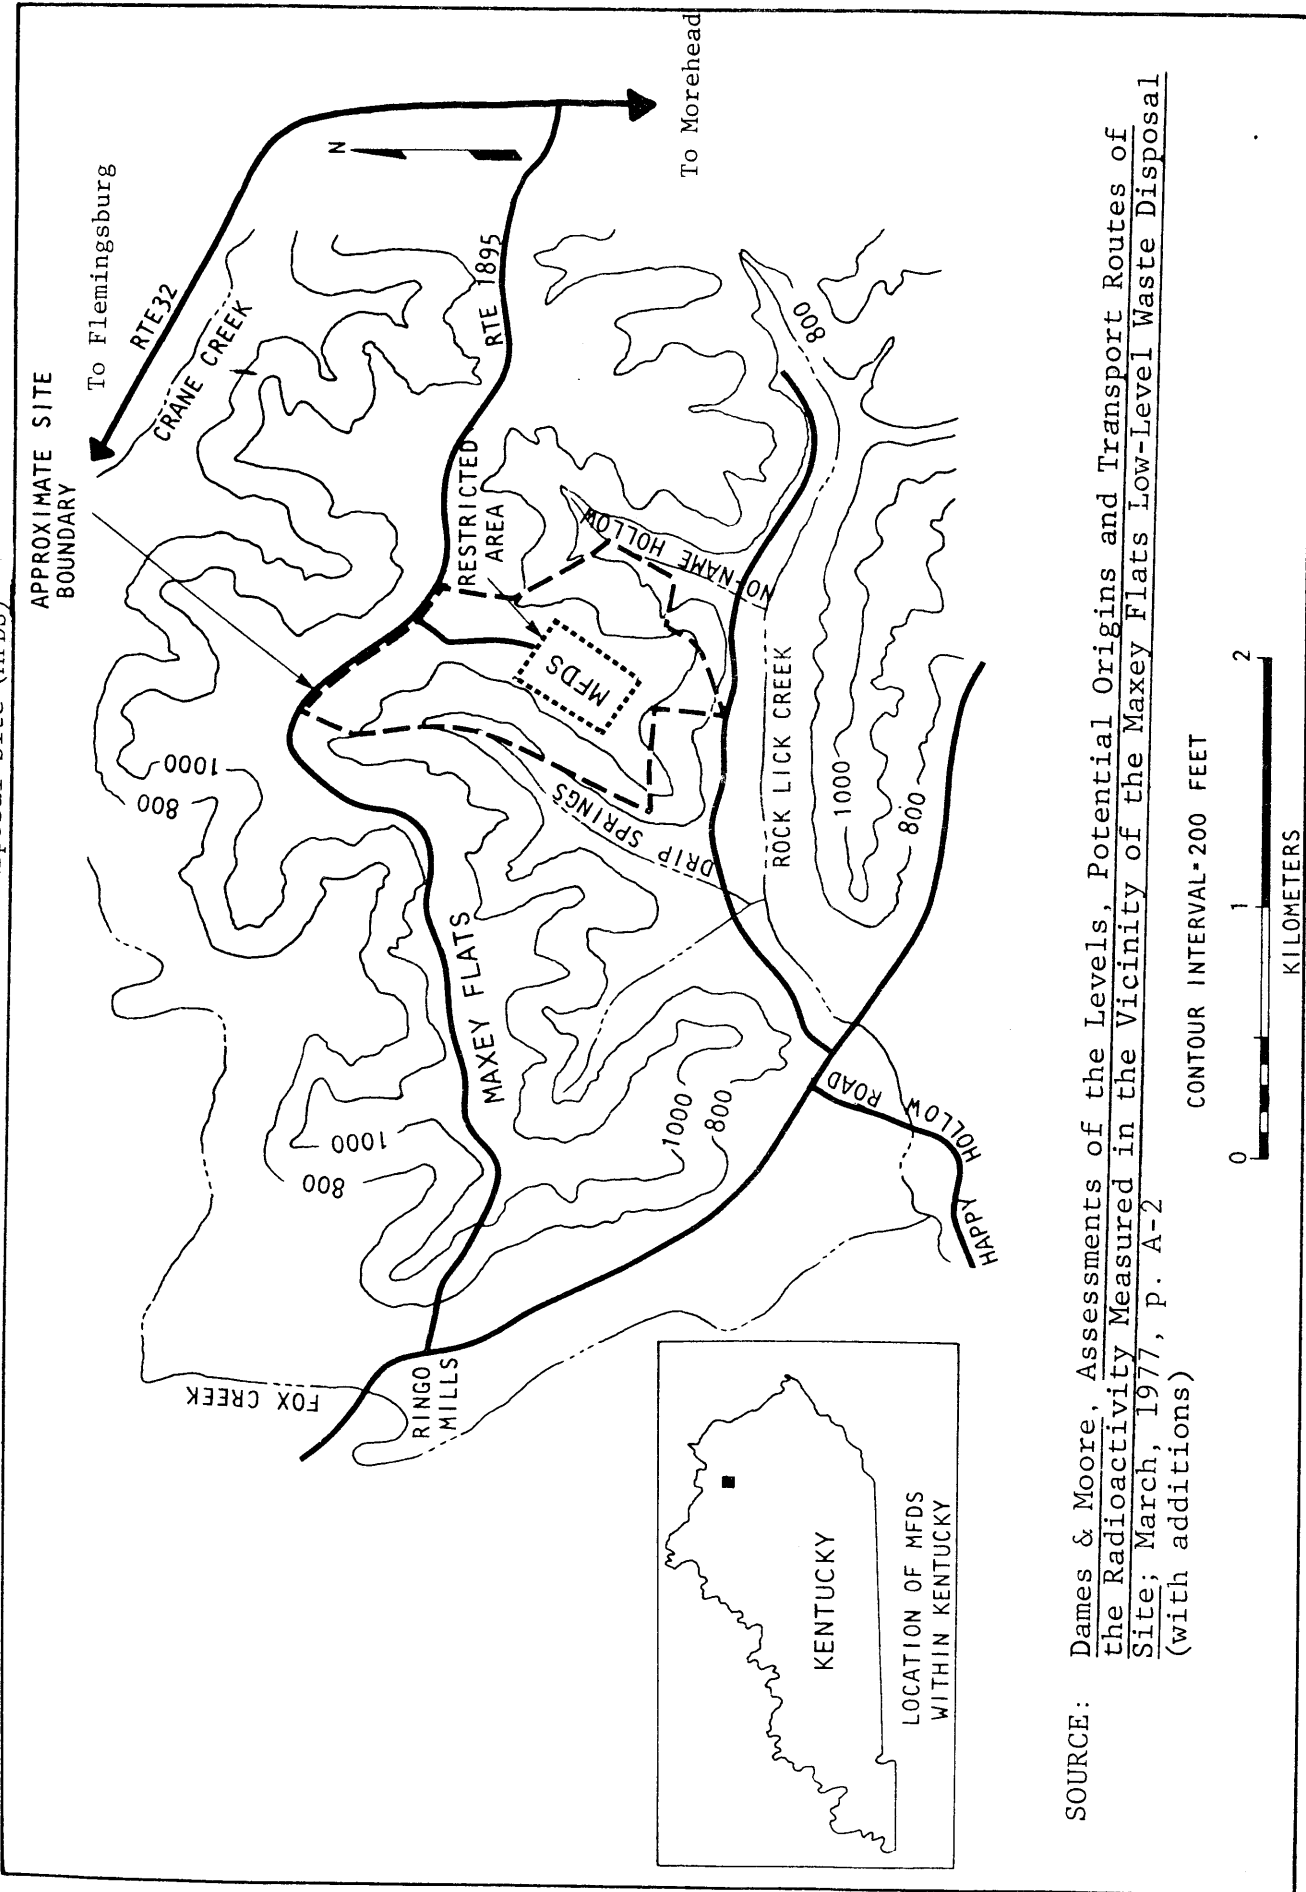 APPROXIMATE SITE
BOUNDARY
To Flemingsburg
RTE32
CRANE CREEK
N
To Morehead
RTE 1895
RESTRICTED
AREA
MFDS
NO-NAME HOLLOW
DRIP SPRINGS
ROCK LICK CREEK
MAXEY FLATS
FOX CREEK
RINGO
MILLS
HAPPY HOLLOW ROAD
1000
800
1000
800
1000
800
1000
800
800
KENTUCKY
LOCATION OF MFDS
WITHIN KENTUCKY
SOURCE: Dames & Moore, Assessments of the Levels, Potential Origins and Transport Routes of
the Radioactivity Measured in the Vicinity of the Maxey Flats Low-Level Waste Disposal
Site; March, 1977, p. A-2
(with additions)
CONTOUR INTERVAL=200 FEET
0 1 2
KILOMETERS